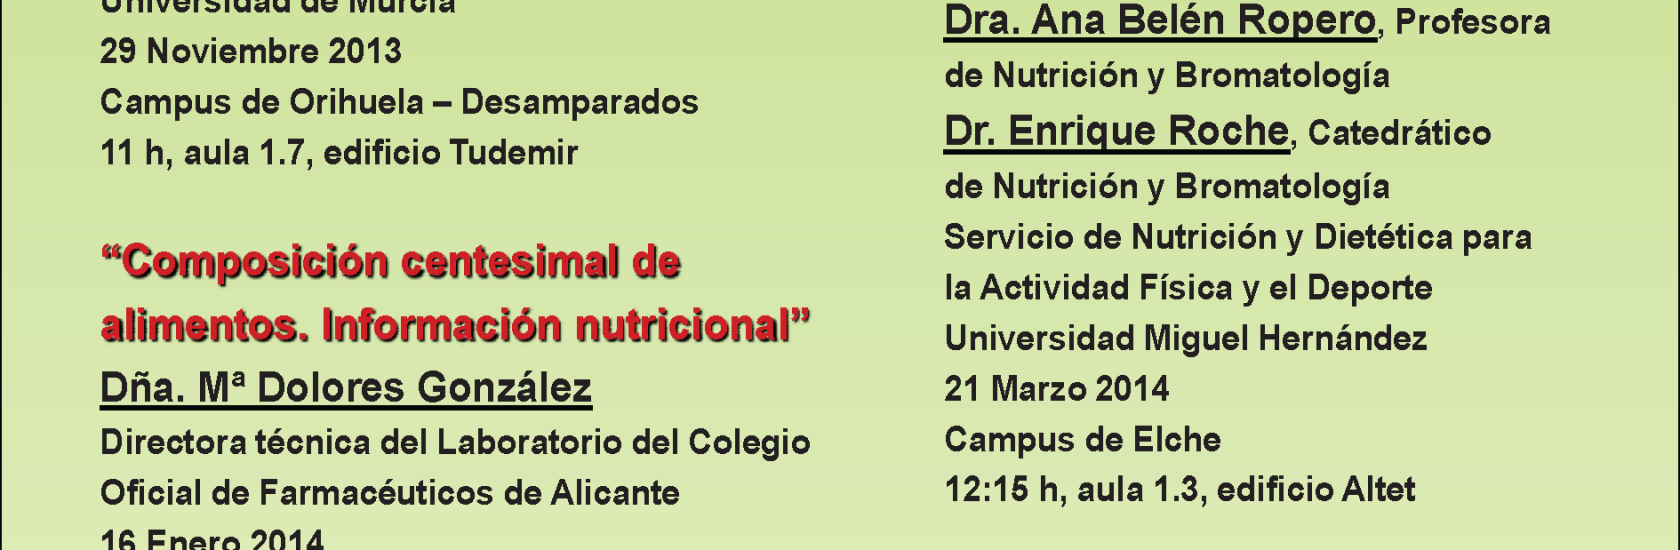 Universidad de Murcia
29 Noviembre 2013
Campus de Orihuela – Desamparados
11 h, aula 1.7, edificio Tudemir
“Composición centesimal de
alimentos. Información nutricional”
Dña. Mª Dolores González
Directora técnica del Laboratorio del Colegio
Oficial de Farmacéuticos de Alicante
16 Enero 2014
Dra. Ana Belén Ropero, Profesora
de Nutrición y Bromatología
Dr. Enrique Roche, Catedrático
de Nutrición y Bromatología
Servicio de Nutrición y Dietética para
la Actividad Física y el Deporte
Universidad Miguel Hernández
21 Marzo 2014
Campus de Elche
12:15 h, aula 1.3, edificio Altet